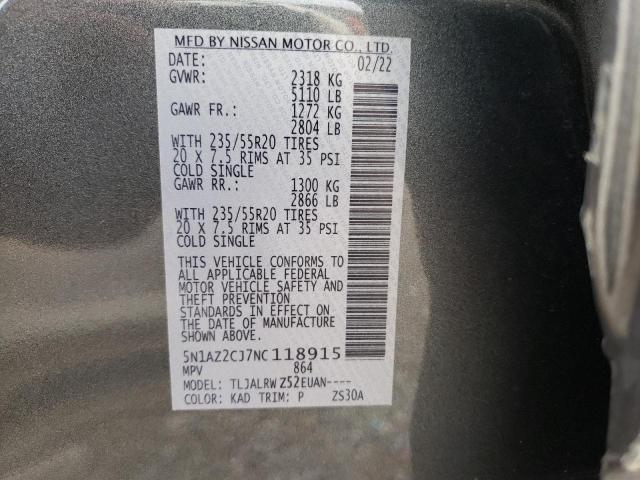 MFD BY NISSAN MOTOR CO., LTD.
DATE: 02/22
GVWR: 2318 KG
5110 LB
GAWR FR.: 1272 KG
2804 LB
WITH 235/55R20 TIRES
20 X 7.5 RIMS AT 35 PSI
COLD SINGLE
GAWR RR.: 1300 KG
2866 LB
WITH 235/55R20 TIRES
20 X 7.5 RIMS AT 35 PSI
COLD SINGLE
THIS VEHICLE CONFORMS TO
ALL APPLICABLE FEDERAL
MOTOR VEHICLE SAFETY AND
THEFT PREVENTION
STANDARDS IN EFFECT ON
THE DATE OF MANUFACTURE
SHOWN ABOVE.
5N1AZ2CJ7NC118915
MPV 864
MODEL: TLJALRWZ52EUAN----
COLOR: KAD TRIM: P ZS30A